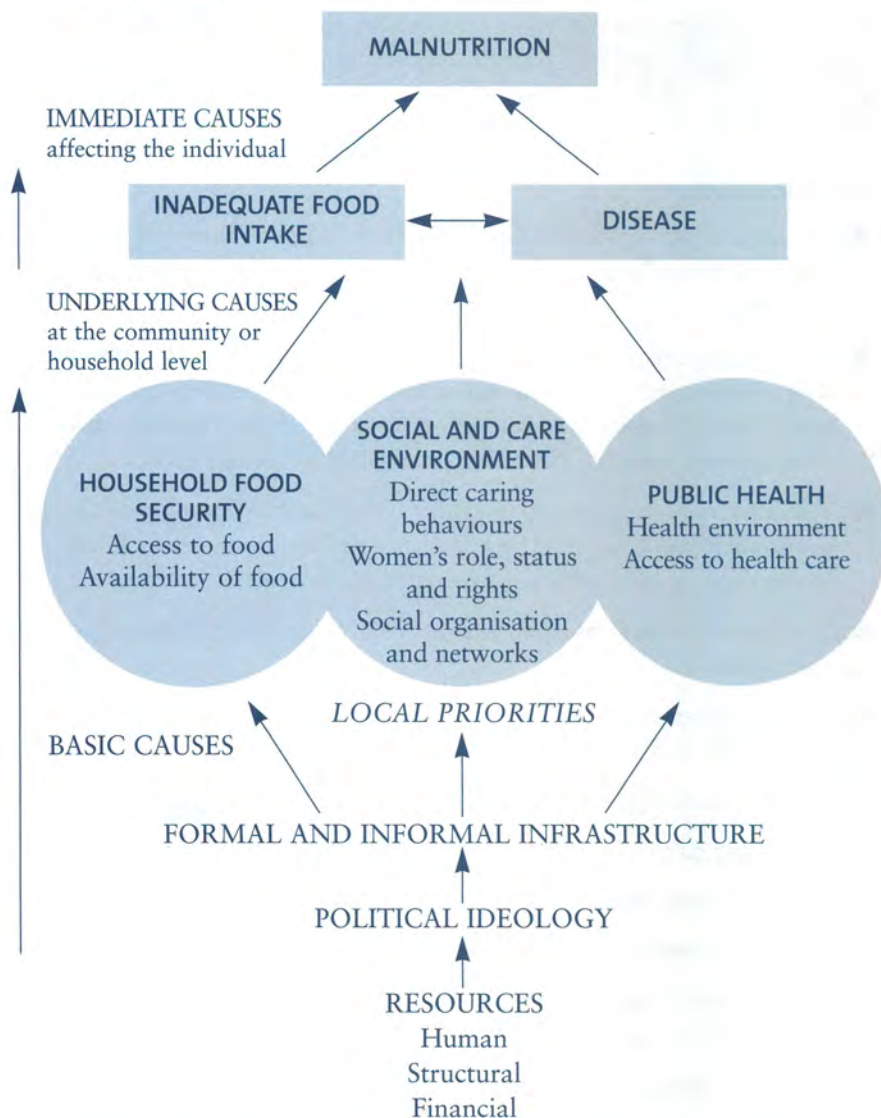 MALNUTRITION
IMMEDIATE CAUSES
affecting the individual
INADEQUATE FOOD
INTAKE
DISEASE
UNDERLYING CAUSES
at the community or
household level
HOUSEHOLD FOOD
SECURITY
Access to food
Availability of food
SOCIAL AND CARE
ENVIRONMENT
Direct caring
behaviours
Women's role, status
and rights
Social organisation
and networks
PUBLIC HEALTH
Health environment
Access to health care
LOCAL PRIORITIES
BASIC CAUSES
FORMAL AND INFORMAL INFRASTRUCTURE
POLITICAL IDEOLOGY
RESOURCES
Human
Structural
Financial